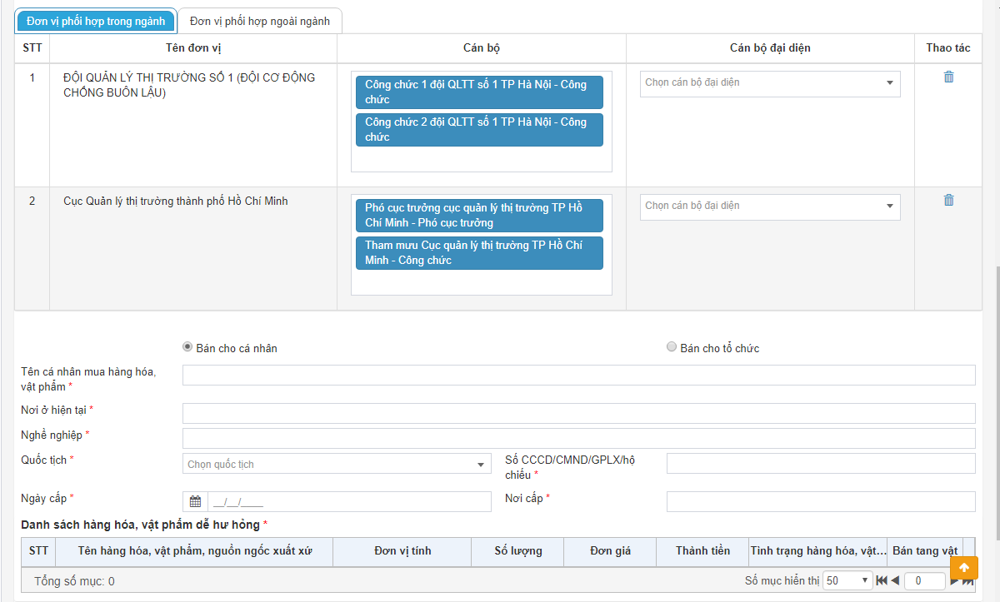 Đơn vị phối hợp trong ngành Đơn vị phối hợp ngoài ngành
STT Tên đơn vị Cán bộ Cán bộ đại diện Thao tác
1 ĐỘI QUẢN LÝ THỊ TRƯỜNG SỐ 1 (ĐỘI CƠ ĐỘNG
CHỐNG BUÔN LẬU)
Công chức 1 đội QLTT số 1 TP Hà Nội - Công
chức
Công chức 2 đội QLTT số 1 TP Hà Nội - Công
chức
Chọn cán bộ đại diện
2 Cục Quản lý thị trường thành phố Hồ Chí Minh
Phó cục trưởng cục quản lý thị trường TP Hồ
Chí Minh - Phó cục trưởng
Tham mưu Cục quản lý thị trường TP Hồ Chí
Minh - Công chức
Chọn cán bộ đại diện
Bán cho cá nhân Bán cho tổ chức
Tên cá nhân mua hàng hóa,
vật phẩm *
Nơi ở hiện tại *
Nghề nghiệp *
Quốc tịch * Chọn quốc tịch Số CCCD/CMND/GPLX/hộ
chiếu *
Ngày cấp * __/__/____ Nơi cấp *
Danh sách hàng hóa, vật phẩm dễ hư hỏng *
STT Tên hàng hóa, vật phẩm, nguồn ngốc xuất xứ Đơn vị tính Số lượng Đơn giá Thành tiền Tình trạng hàng hóa, vật... Bán tang vật
Tổng số mục: 0 Số mục hiển thị 50 0